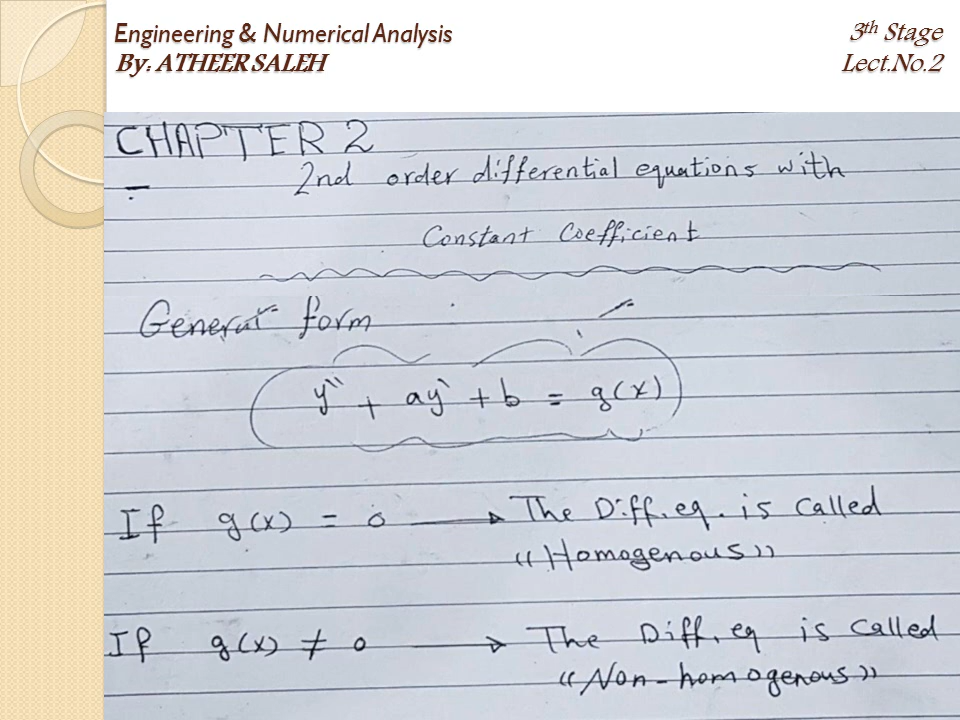 Engineering & Numerical Analysis
3th Stage
By: ATHEER SALEH
Lect.No.2
CHAPTER 2
2nd order differential equations with
Constant Coefficient
General form
y`` + ay` + b = g(x)
If g(x) = 0 → The Diff.eq. is called
“Homogenous”
If g(x) ≠ 0 → The Diff.eq is called
“Non-homogenous”